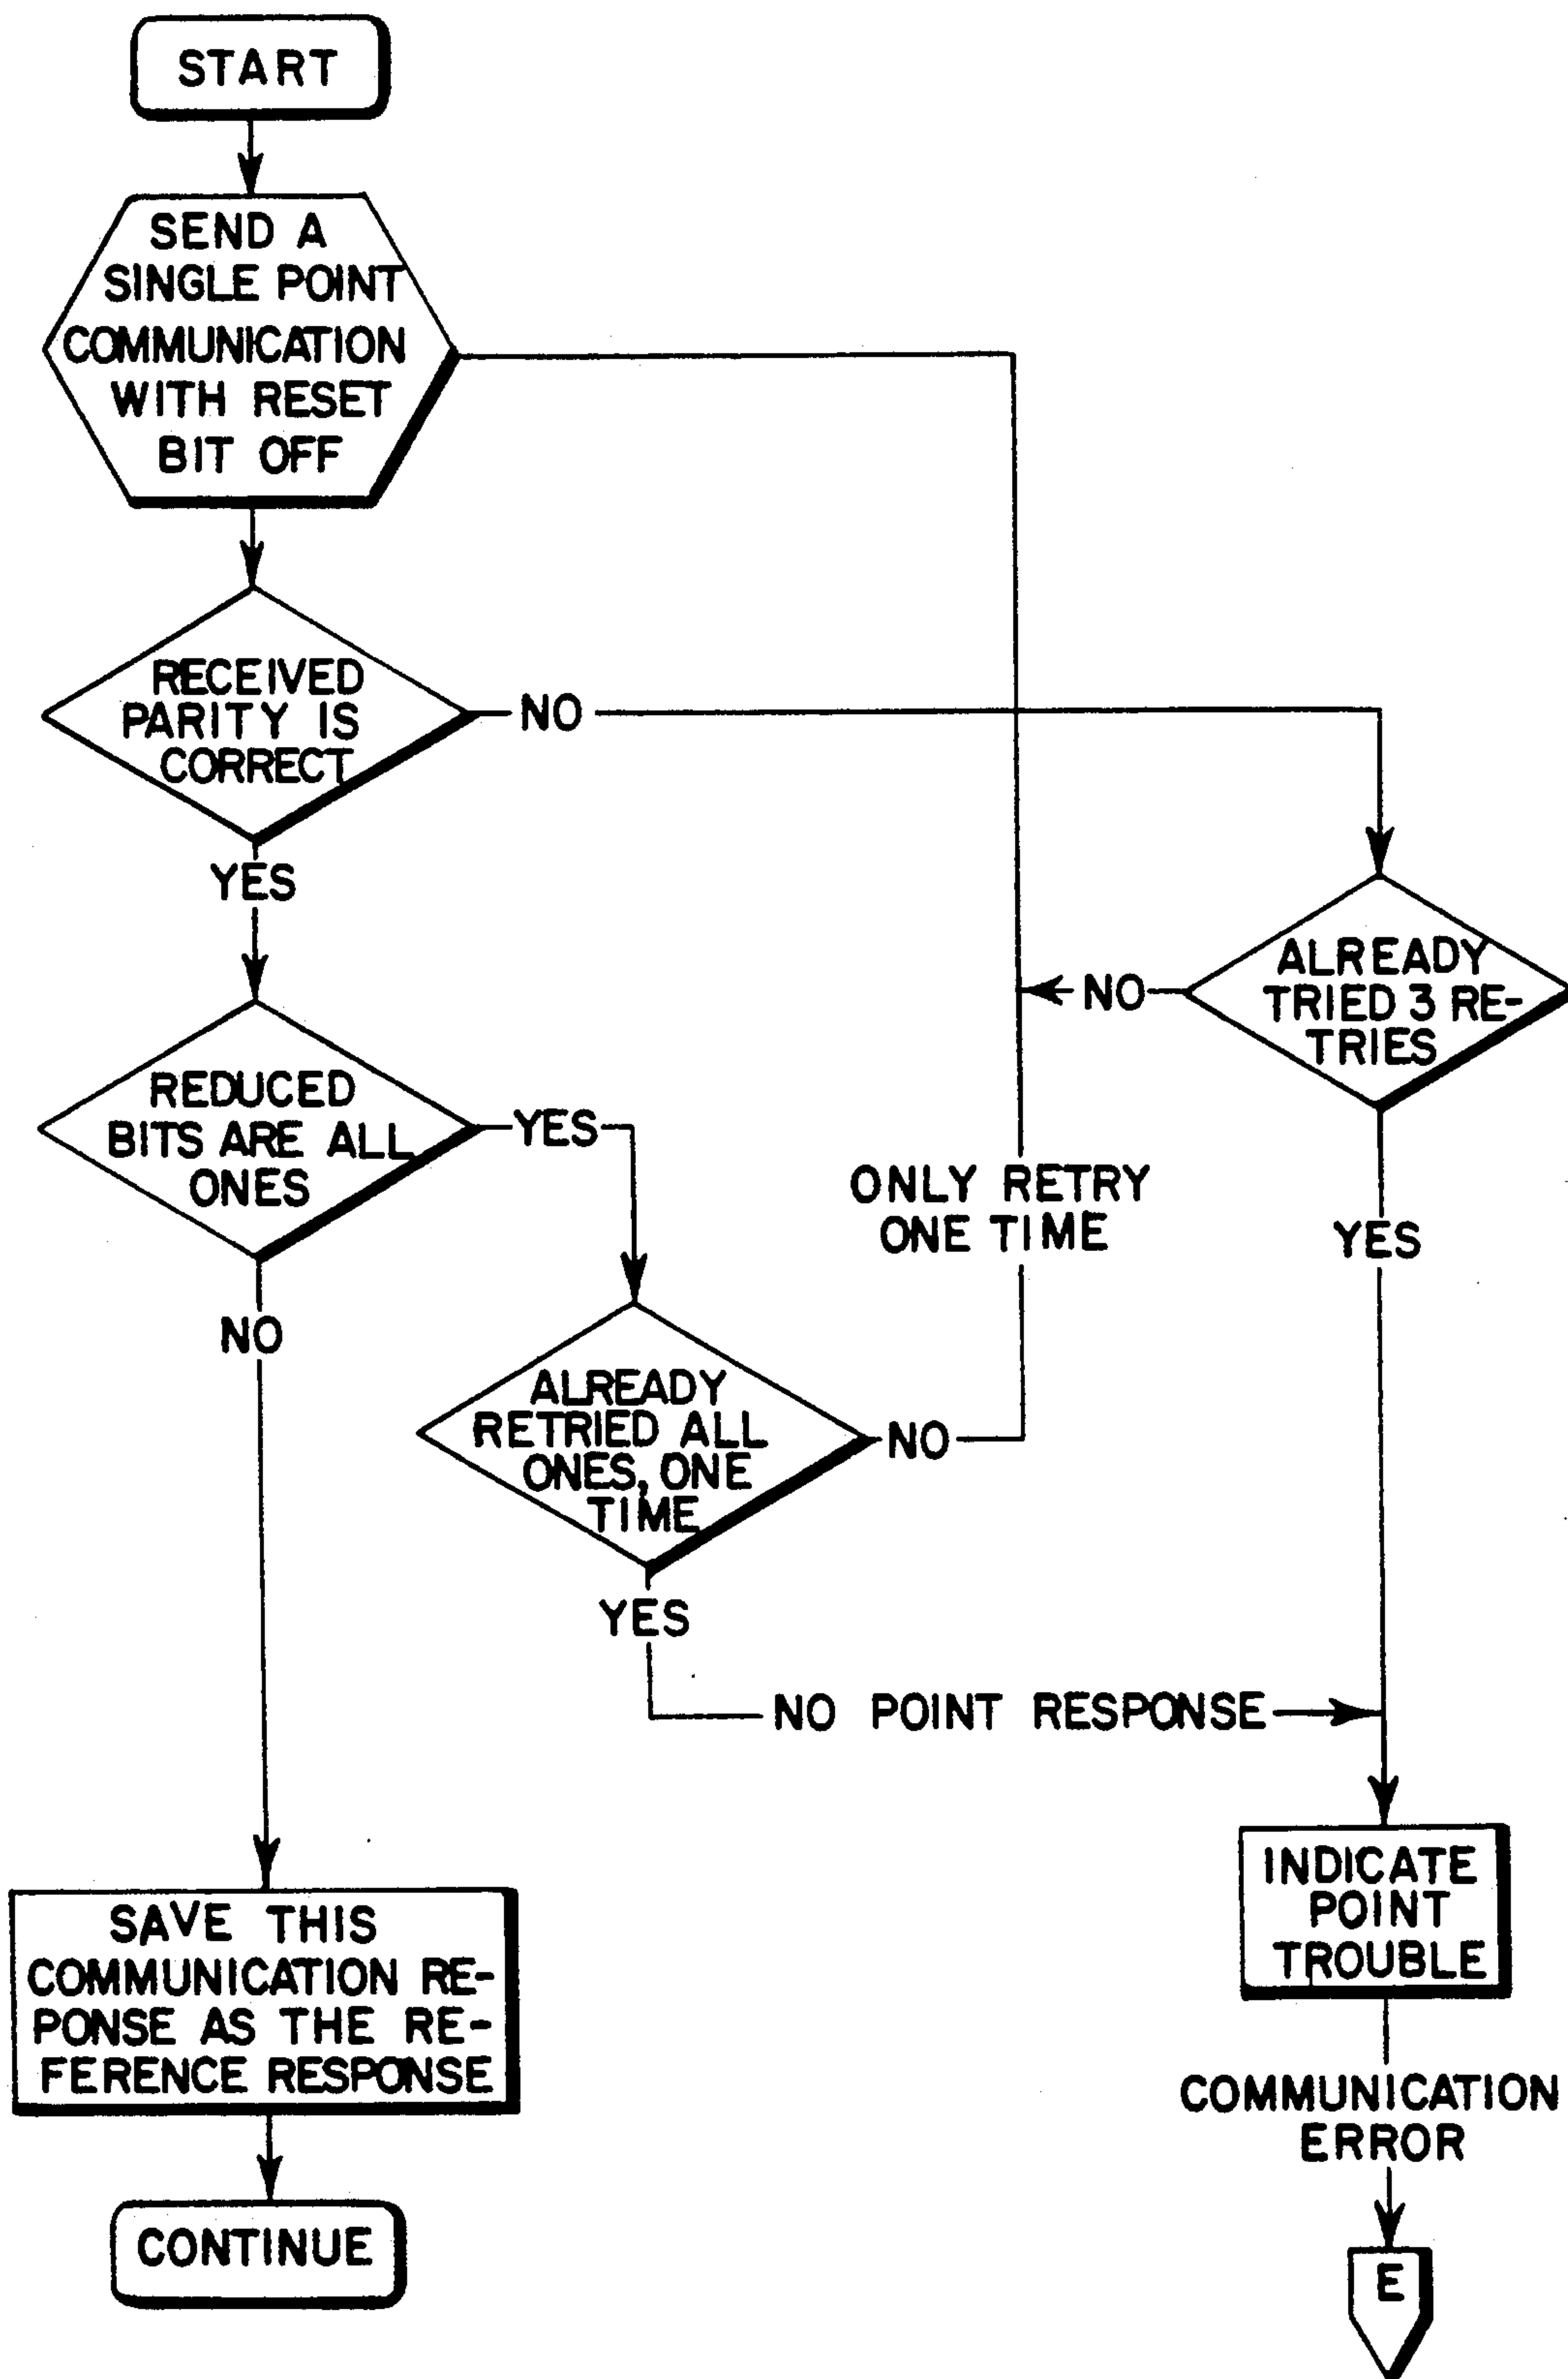 START
SEND A
SINGLE POINT
COMMUNICATION
WITH RESET
BIT OFF
RECEIVED
PARITY IS
CORRECT
NO
YES
ALREADY
TRIED 3 RE-
TRIES
NO
REDUCED
BITS ARE ALL
ONES
YES
ONLY RETRY
ONE TIME
YES
NO
ALREADY
RETRIED ALL
ONES, ONE
TIME
NO
YES
NO POINT RESPONSE
INDICATE
POINT
TROUBLE
SAVE THIS
COMMUNICATION RE-
PONSE AS THE RE-
FERENCE RESPONSE
COMMUNICATION
ERROR
CONTINUE
E